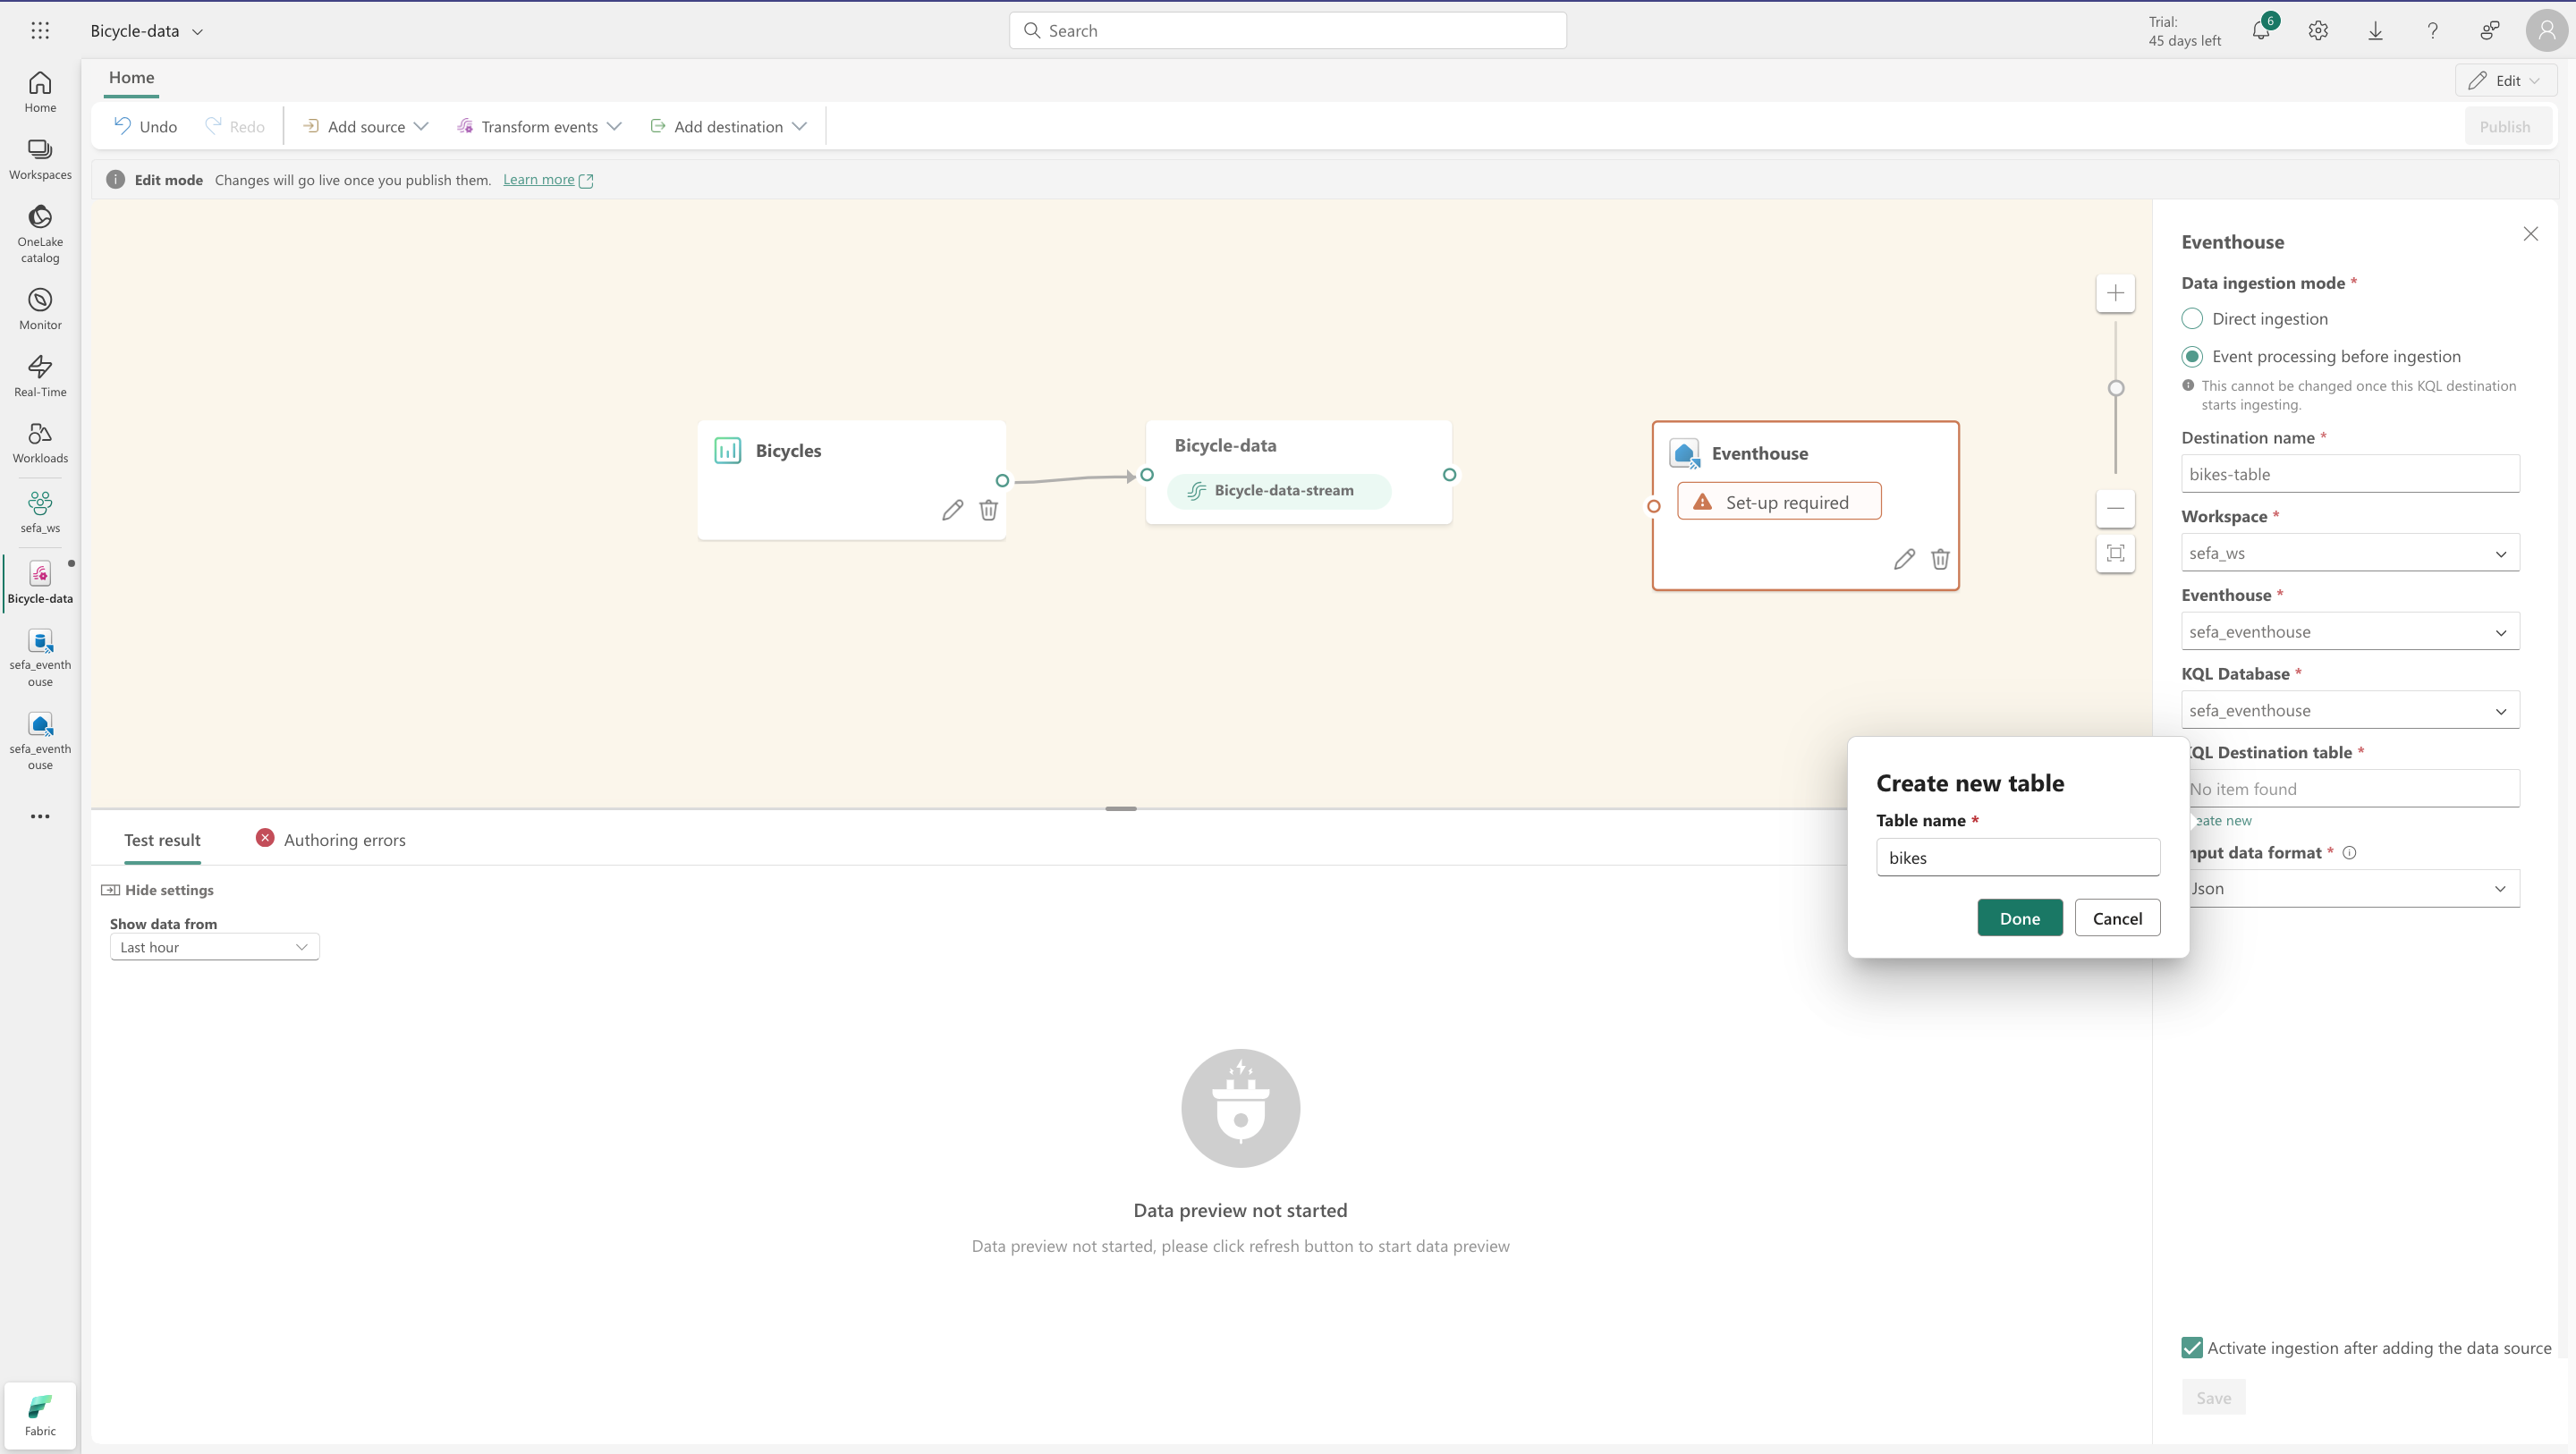 Bicycle-data
Search
Trial:
45 days left
6
Home
Workspaces
OneLake
catalog
Monitor
Real-Time
Workloads
sefa_ws
Bicycle-data
sefa_eventh
ouse
sefa_eventh
ouse
Fabric
Home
Edit
Undo
Redo
Add source
Transform events
Add destination
Publish
Edit mode Changes will go live once you publish them. Learn more
Bicycles
Bicycle-data
Bicycle-data-stream
Eventhouse
Set-up required
Test result
Authoring errors
Hide settings
Show data from
Last hour
Data preview not started
Data preview not started, please click refresh button to start data preview
Eventhouse
Data ingestion mode *
Direct ingestion
Event processing before ingestion
This cannot be changed once this KQL destination
starts ingesting.
Destination name *
bikes-table
Workspace *
sefa_ws
Eventhouse *
sefa_eventhouse
KQL Database *
sefa_eventhouse
QL Destination table *
No item found
eate new
nput data format *
Json
Create new table
Table name *
bikes
Done
Cancel
Activate ingestion after adding the data source
Save